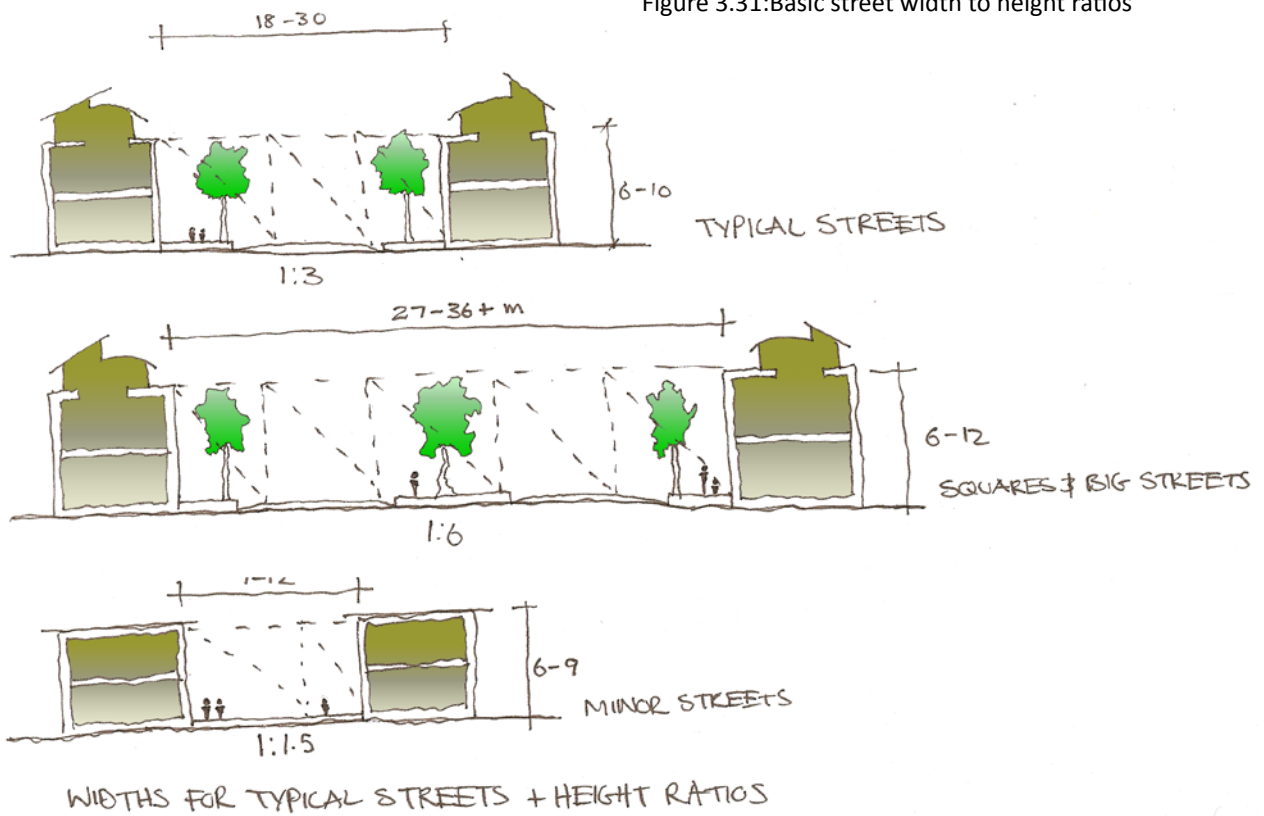 Figure 3.31:Basic street width to height ratios
18-30
6-10
TYPICAL STREETS
1:3
27-36+ m
6-12
SQUARES & BIG STREETS
1:6
6-9
MINOR STREETS
1:1.5
WIDTHS FOR TYPICAL STREETS + HEIGHT RATIOS